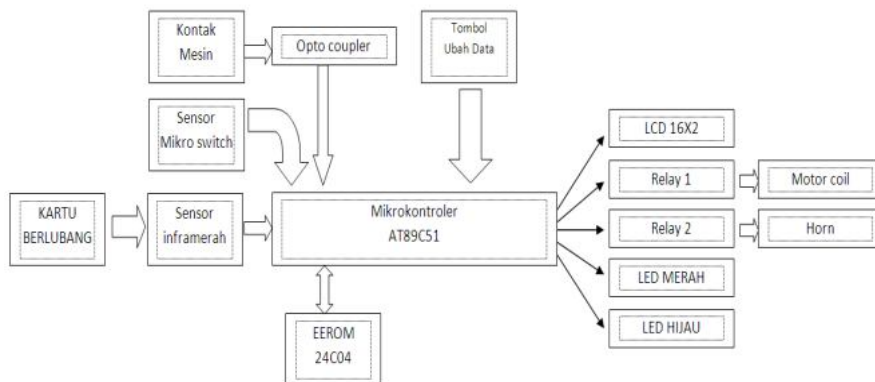 Kontak
Mesin
Opto coupler
Tombol
Ubah Data
Sensor
Mikro switch
LCD 16X2
Relay 1
Motor coil
KARTU
BERLUBANG
Sensor
inframerah
Mikrokontroler
AT89C51
Relay 2
Horn
LED MERAH
EEROM
24C04
LED HIJAU